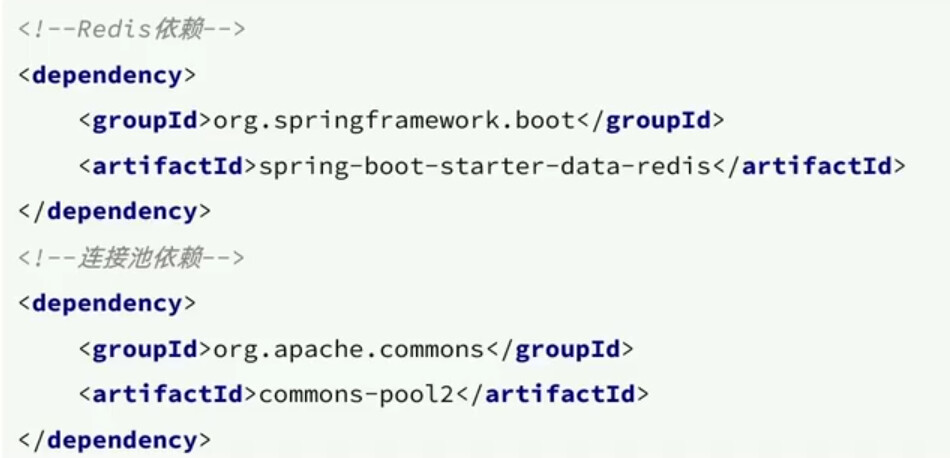 <!--Redis依赖-->
<dependency>
    <groupId>org.springframework.boot</groupId>
    <artifactId>spring-boot-starter-data-redis</artifactId>
</dependency>
<!--连接池依赖-->
<dependency>
    <groupId>org.apache.commons</groupId>
    <artifactId>commons-pool2</artifactId>
</dependency>